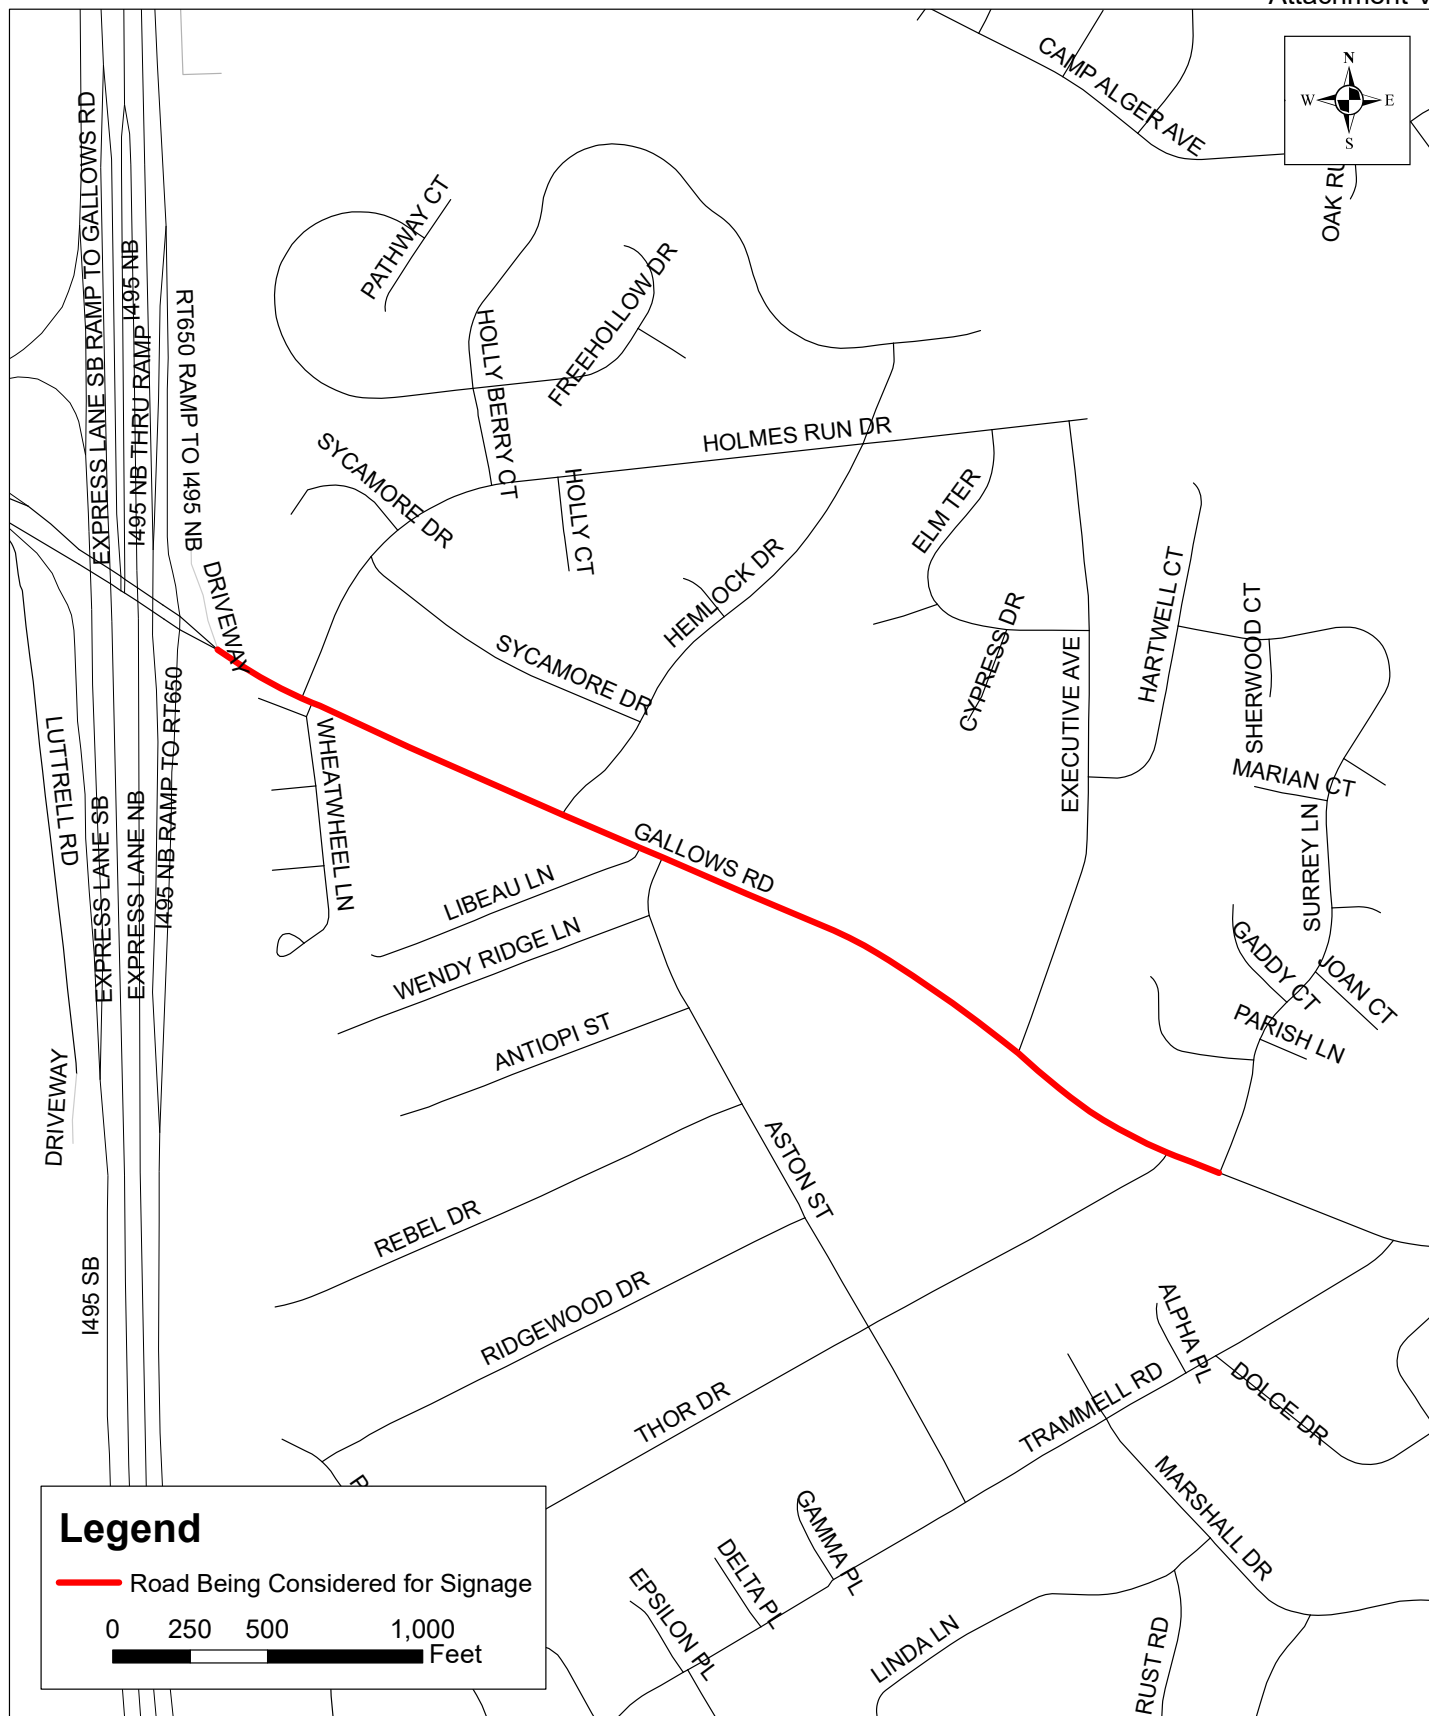 Attachment
CAMP ALGER AVE
N
W
E
S
OAK RU
EXPRESS LANE SB RAMP TO GALLOWS RD
I495 NB
I495 NB THRU RAMP
RT650 RAMP TO I495 NB
PATHWAY CT
FREEHOLLOW DR
HOLLY BERRY CT
HOLMES RUN DR
SYCAMORE DR
HOLLY CT
ELM TER
HEMLOCK DR
DRIVEWAY
SYCAMORE DR
CYPRESS DR
EXECUTIVE AVE
HARTWELL CT
SHERWOOD CT
MARIAN CT
SURREY LN
LUTTRELL RD
WHEATWHEEL LN
I495 NB RAMP TO RT650
EXPRESS LANE SB
EXPRESS LANE NB
GALLOWS RD
LIBEAU LN
WENDY RIDGE LN
GADDY CT
JOAN CT
PARISH LN
ANTIOPI ST
DRIVEWAY
ASTON ST
REBEL DR
I495 SB
RIDGEWOOD DR
ALPHA PL
THOR DR
TRAMMELL RD
DOLCE DR
MARSHALL DR
GAMMA PL
DELTA PL
EPSILON PL
LINDA LN
RUST RD
Legend
Road Being Considered for Signage
0 250 500 1,000
Feet